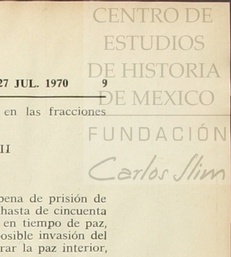 CENTRO DE
ESTUDIOS
DE HISTORIA
DE MEXICO
FUNDACIÓN
Carlos Slim
27 JUL. 1970 9
en las fracciones
II
pena de prisión de
hasta de cincuenta
en tiempo de paz,
posible invasión del
rar la paz interior,